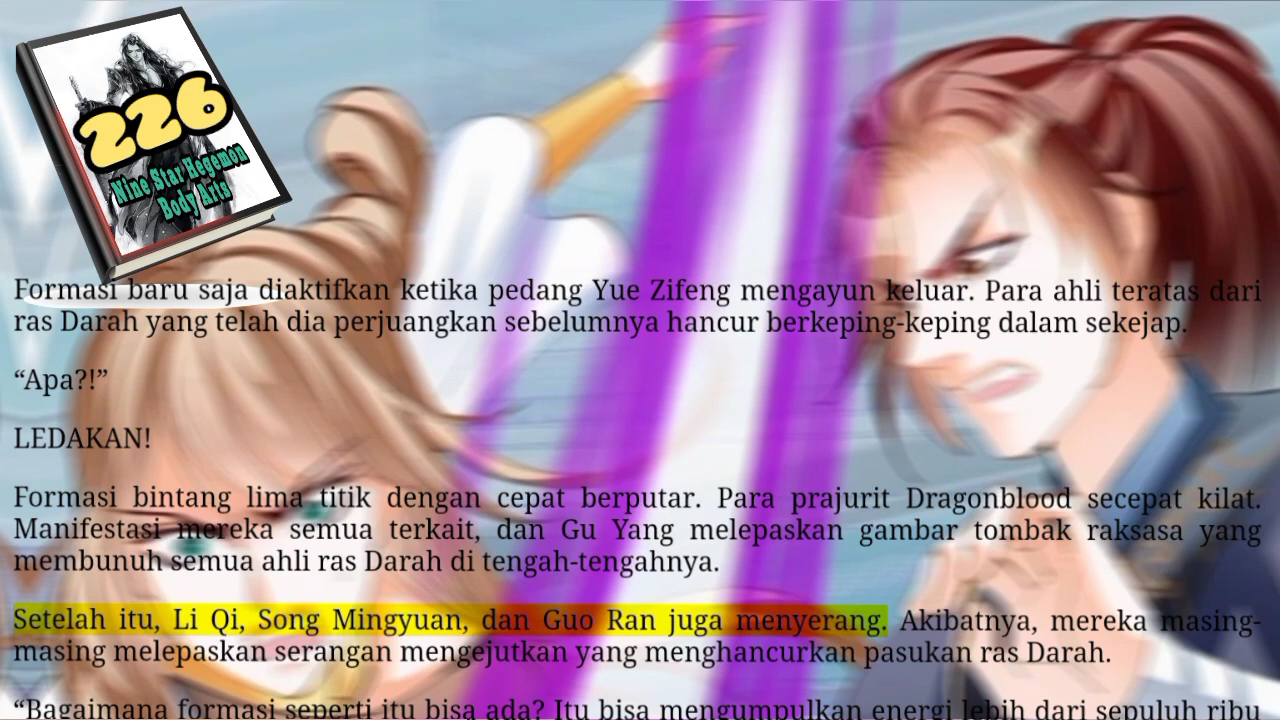 226
Nine Star Hegemon
Body Arts
Formasi baru saja diaktifkan ketika pedang Yue Zifeng mengayun keluar. Para ahli teratas dari
ras Darah yang telah dia perjuangkan sebelumnya hancur berkeping-keping dalam sekejap.
“Apa?!”
LEDAKAN!
Formasi bintang lima titik dengan cepat berputar. Para prajurit Dragonblood secepat kilat.
Manifestasi mereka semua terkait, dan Gu Yang melepaskan gambar tombak raksasa yang
membunuh semua ahli ras Darah di tengah-tengahnya.
Setelah itu, Li Qi, Song Mingyuan, dan Guo Ran juga menyerang. Akibatnya, mereka masing-
masing melepaskan serangan mengejutkan yang menghancurkan pasukan ras Darah.
“Bagaimana formasi seperti itu bisa ada? Itu bisa mengumpulkan energi lebih dari sepuluh ribu